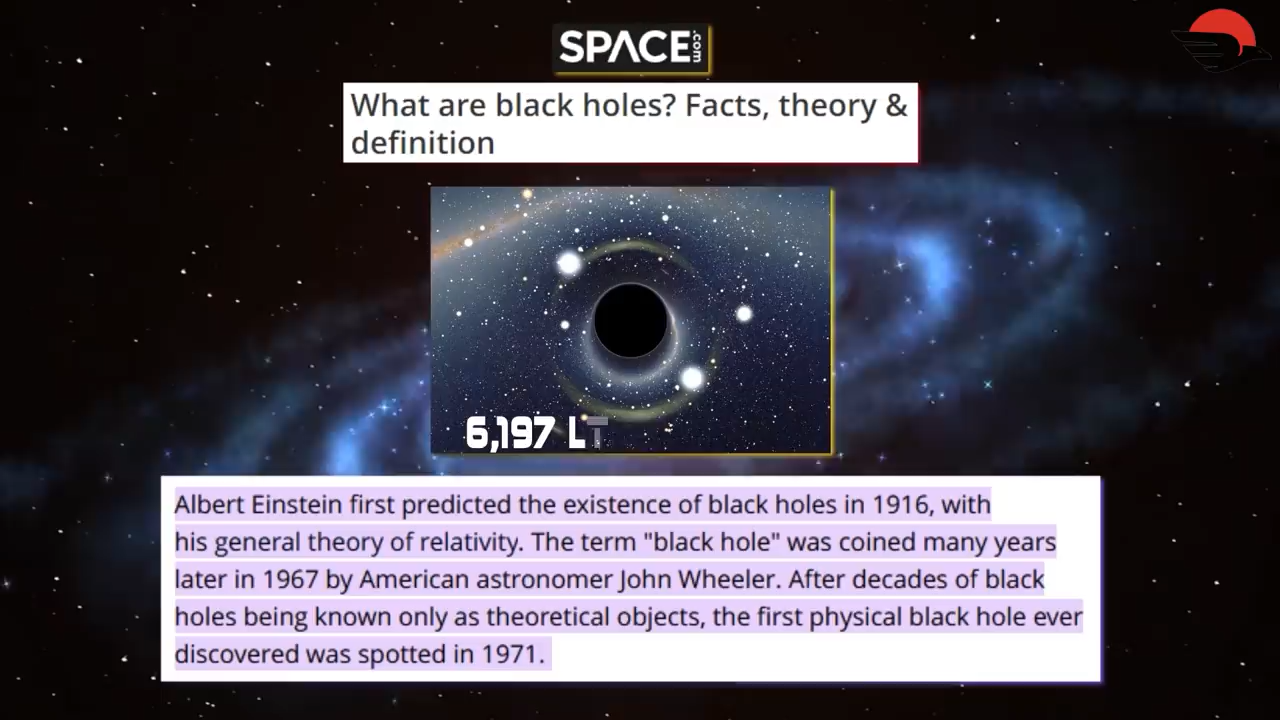 SPACE.com
What are black holes? Facts, theory &
definition
6,197 LT
Albert Einstein first predicted the existence of black holes in 1916, with
his general theory of relativity. The term "black hole" was coined many years
later in 1967 by American astronomer John Wheeler. After decades of black
holes being known only as theoretical objects, the first physical black hole ever
discovered was spotted in 1971.